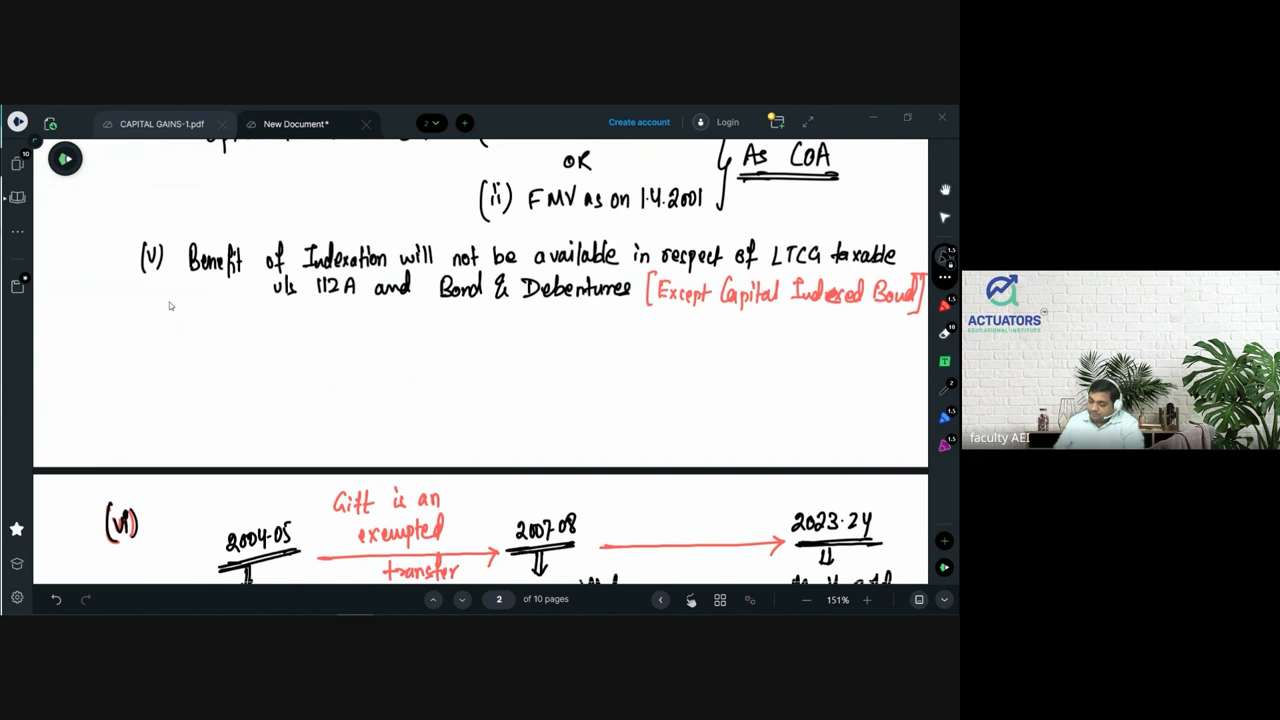 CAPITAL GAINS-1.pdf
New Document*
2
Create account
Login
OR
As COA
(ii) FMV as on 1.4.2001
(v) Benefit of Indexation will not be available in respect of LTCG taxable
u/s 112A and Bond & Debentures [Except Capital Indexed Bond]
(vi)
Gift is an
exempted
transfer
2004-05
2007-08
2023-24
2
of 10 pages
151%
ACTUATORS
EDUCATIONAL INSTITUTE
faculty AEI